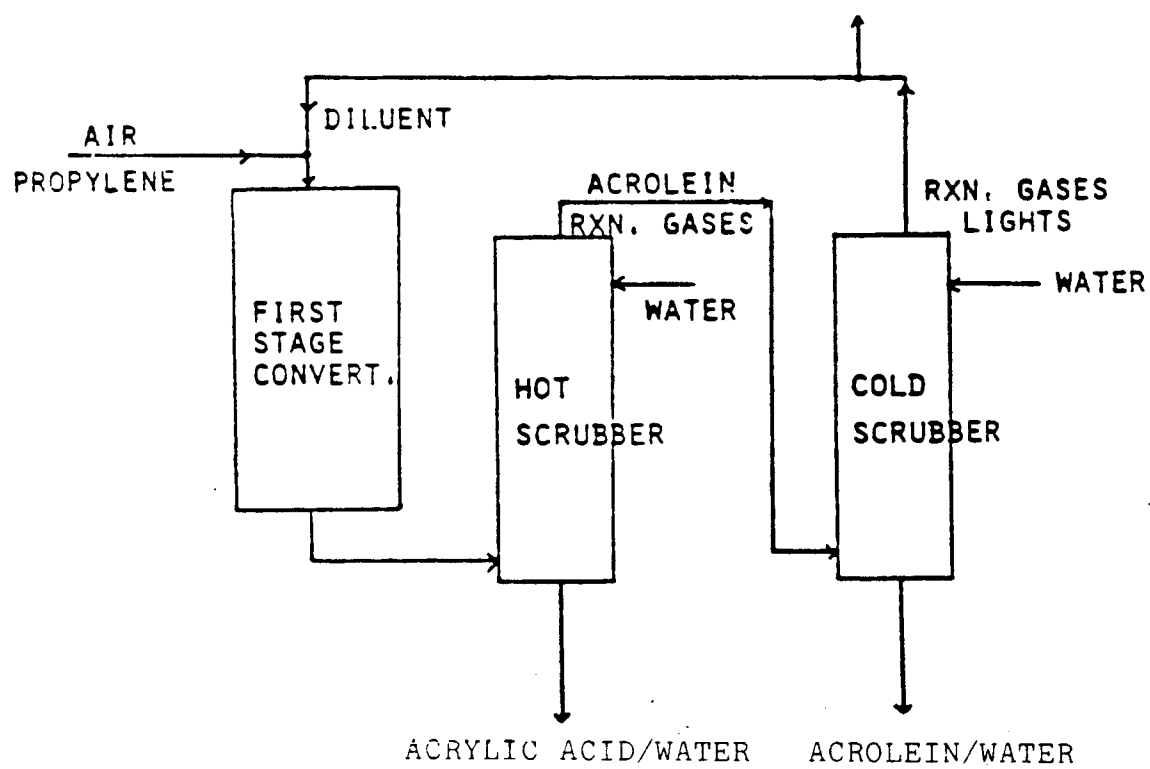 DILUENT
AIR
PROPYLENE
ACROLEIN
RXN. GASES
RXN. GASES
LIGHTS
WATER
WATER
FIRST
STAGE
CONVERT.
HOT
SCRUBBER
COLD
SCRUBBER
ACRYLIC ACID/WATER
ACROLEIN/WATER